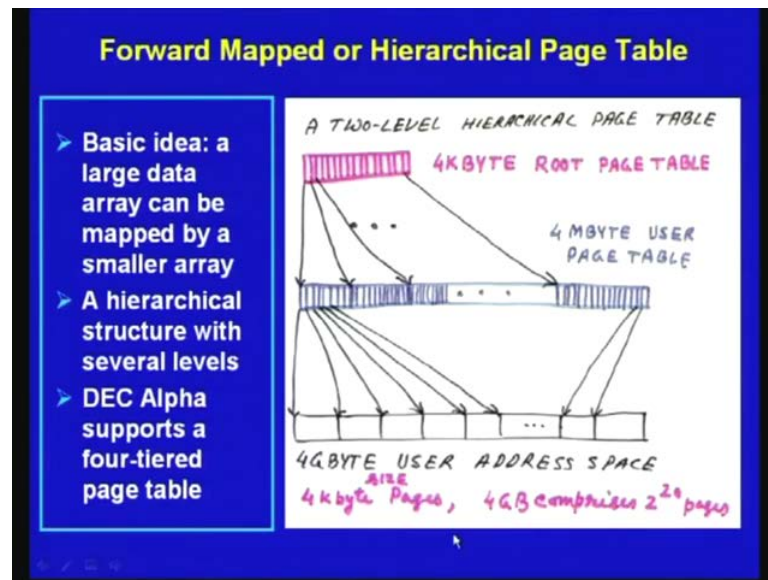 Forward Mapped or Hierarchical Page Table
Basic idea: a
large data
array can be
mapped by a
smaller array
A hierarchical
structure with
several levels
DEC Alpha
supports a
four-tiered
page table
A TWO-LEVEL HIERACHICAL PAGE TABLE
4KBYTE ROOT PAGE TABLE
...
4 MBYTE USER
PAGE TABLE
...
...
4GBYTE USER ADDRESS SPACE
SIZE
4Kbyte Pages, 4GB comprises 2^20 pages